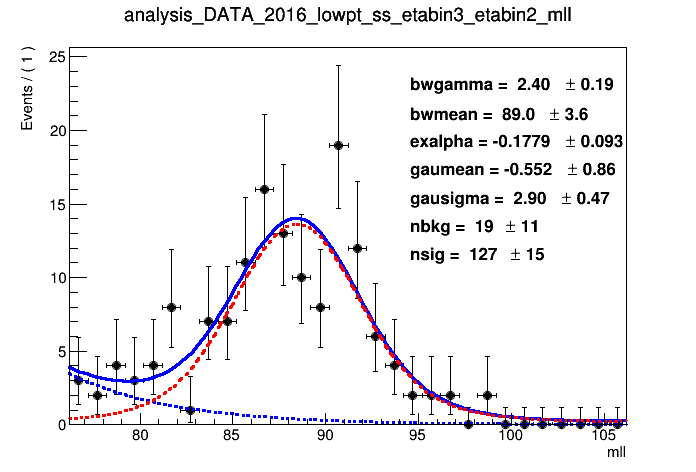 analysis_DATA_2016_lowpt_ss_etabin3_etabin2_mll
Events / ( 1 )
25
20
15
10
5
0
bwgamma = 2.40 ± 0.19
bwmean = 89.0 ± 3.6
exalpha = -0.1779 ± 0.093
gaumean = -0.552 ± 0.86
gausigma = 2.90 ± 0.47
nbkg = 19 ± 11
nsig = 127 ± 15
80 85 90 95 100 105
mll